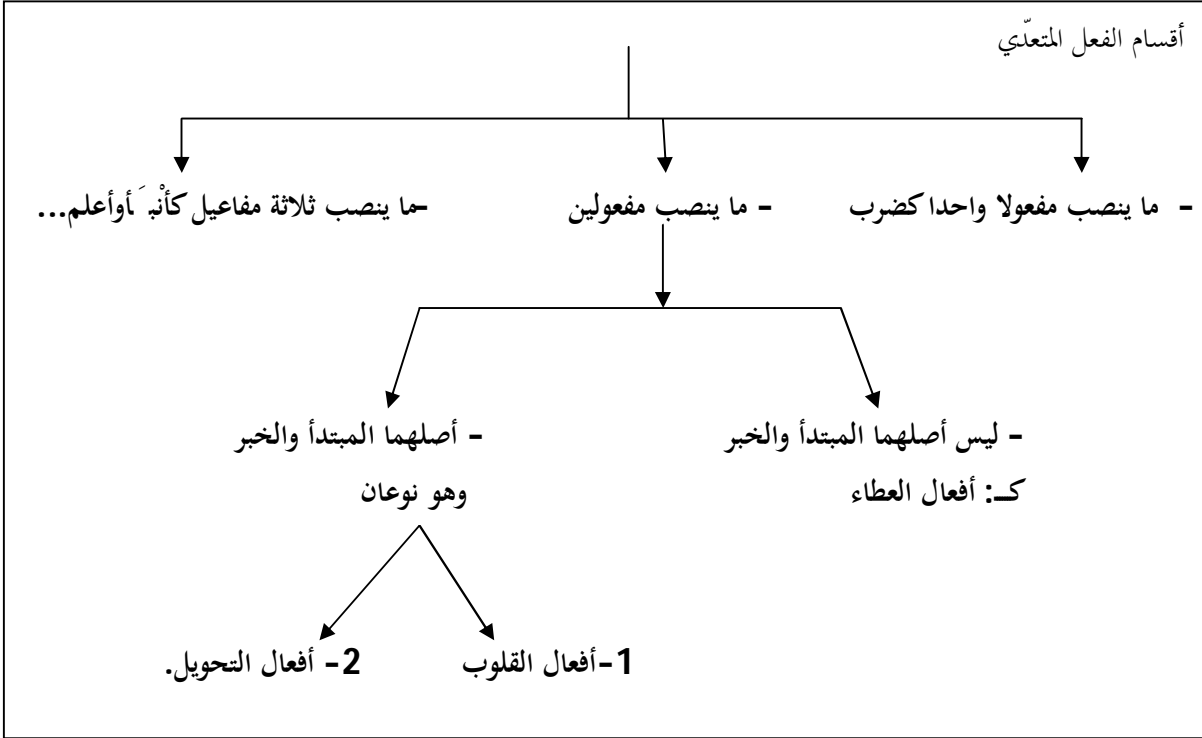 أقسام الفعل المتعدّي
- ما ينصب مفعولا واحدا كضرب
- ما ينصب مفعولين
-ما ينصب ثلاثة مفاعيل كأنْبَأ وأعلم...
- ليس أصلهما المبتدأ والخبر
كـ: أفعال العطاء
- أصلهما المبتدأ والخبر
وهو نوعان
1-أفعال القلوب
2- أفعال التحويل.